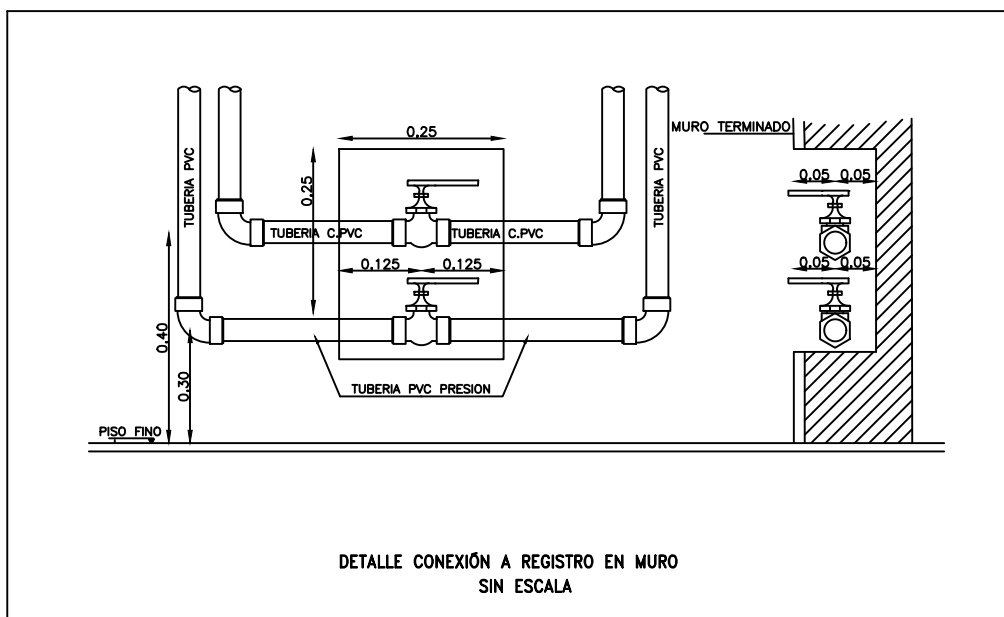 0.25
MURO TERMINADO
TUBERIA PVC
TUBERIA PVC
0.25
0.05 0.05
TUBERIA C.PVC
TUBERIA C.PVC
0.125 0.125
0.05 0.05
0.40
0.30
TUBERIA PVC PRESION
PISO FINO
DETALLE CONEXIÓN A REGISTRO EN MURO
SIN ESCALA